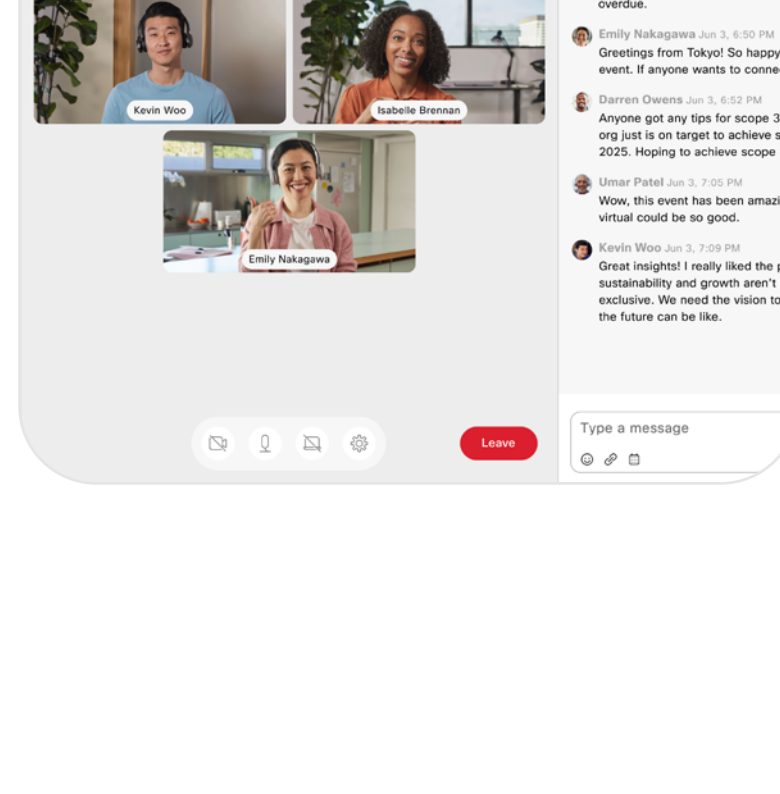 Kevin Woo
Isabelle Brennan
Emily Nakagawa
Leave
overdue.
Emily Nakagawa Jun 3, 6:50 PM
Greetings from Tokyo! So happy
event. If anyone wants to
Darren Owens Jun 3, 6:52 PM
Anyone got any tips for scope 3
org just is on target to achieve
2025. Hoping to achieve scope
Umar Patel Jun 3, 7:05 PM
Wow, this event has been
virtual could be so good.
Kevin Woo Jun 3, 7:09 PM
Great insights! I really liked the
sustainability and growth aren't
exclusive. We need the vision to
the future can be like.
Type a message